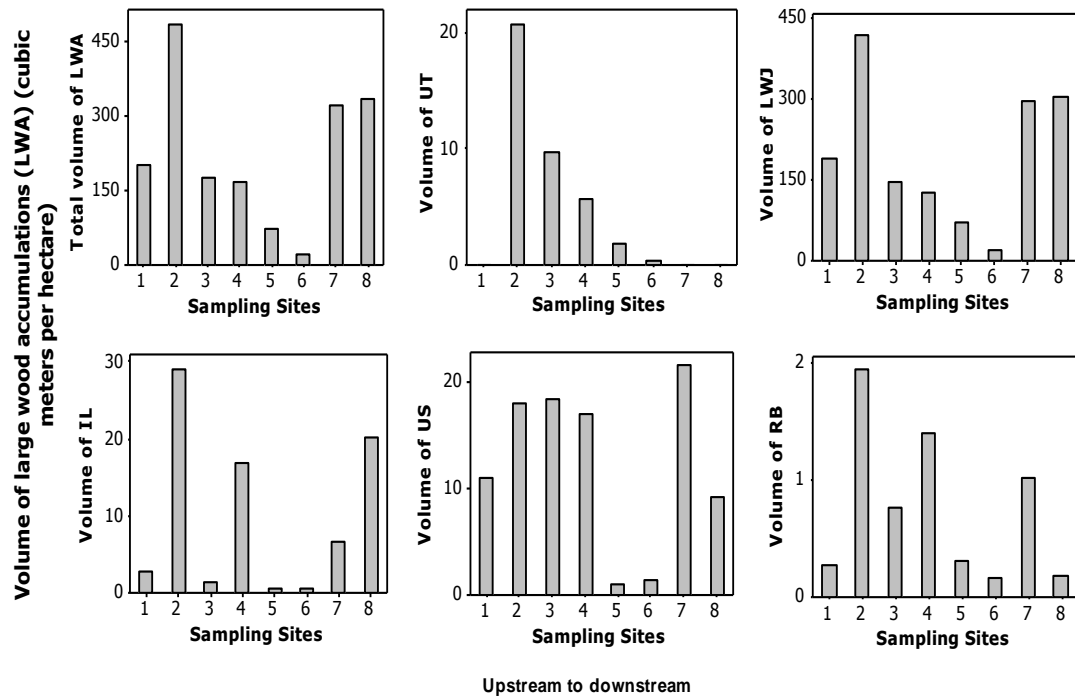 Volume of large wood accumulations (LWA) (cubic
meters per hectare)
Total volume of LWA
450
300
150
0
1 2 3 4 5 6 7 8
Sampling Sites
Volume of UT
20
10
0
1 2 3 4 5 6 7 8
Sampling Sites
Volume of LWJ
450
300
150
0
1 2 3 4 5 6 7 8
Sampling Sites
Volume of IL
30
20
10
0
1 2 3 4 5 6 7 8
Sampling Sites
Volume of US
20
10
0
1 2 3 4 5 6 7 8
Sampling Sites
Volume of RB
2
1
0
1 2 3 4 5 6 7 8
Sampling Sites
Upstream to downstream